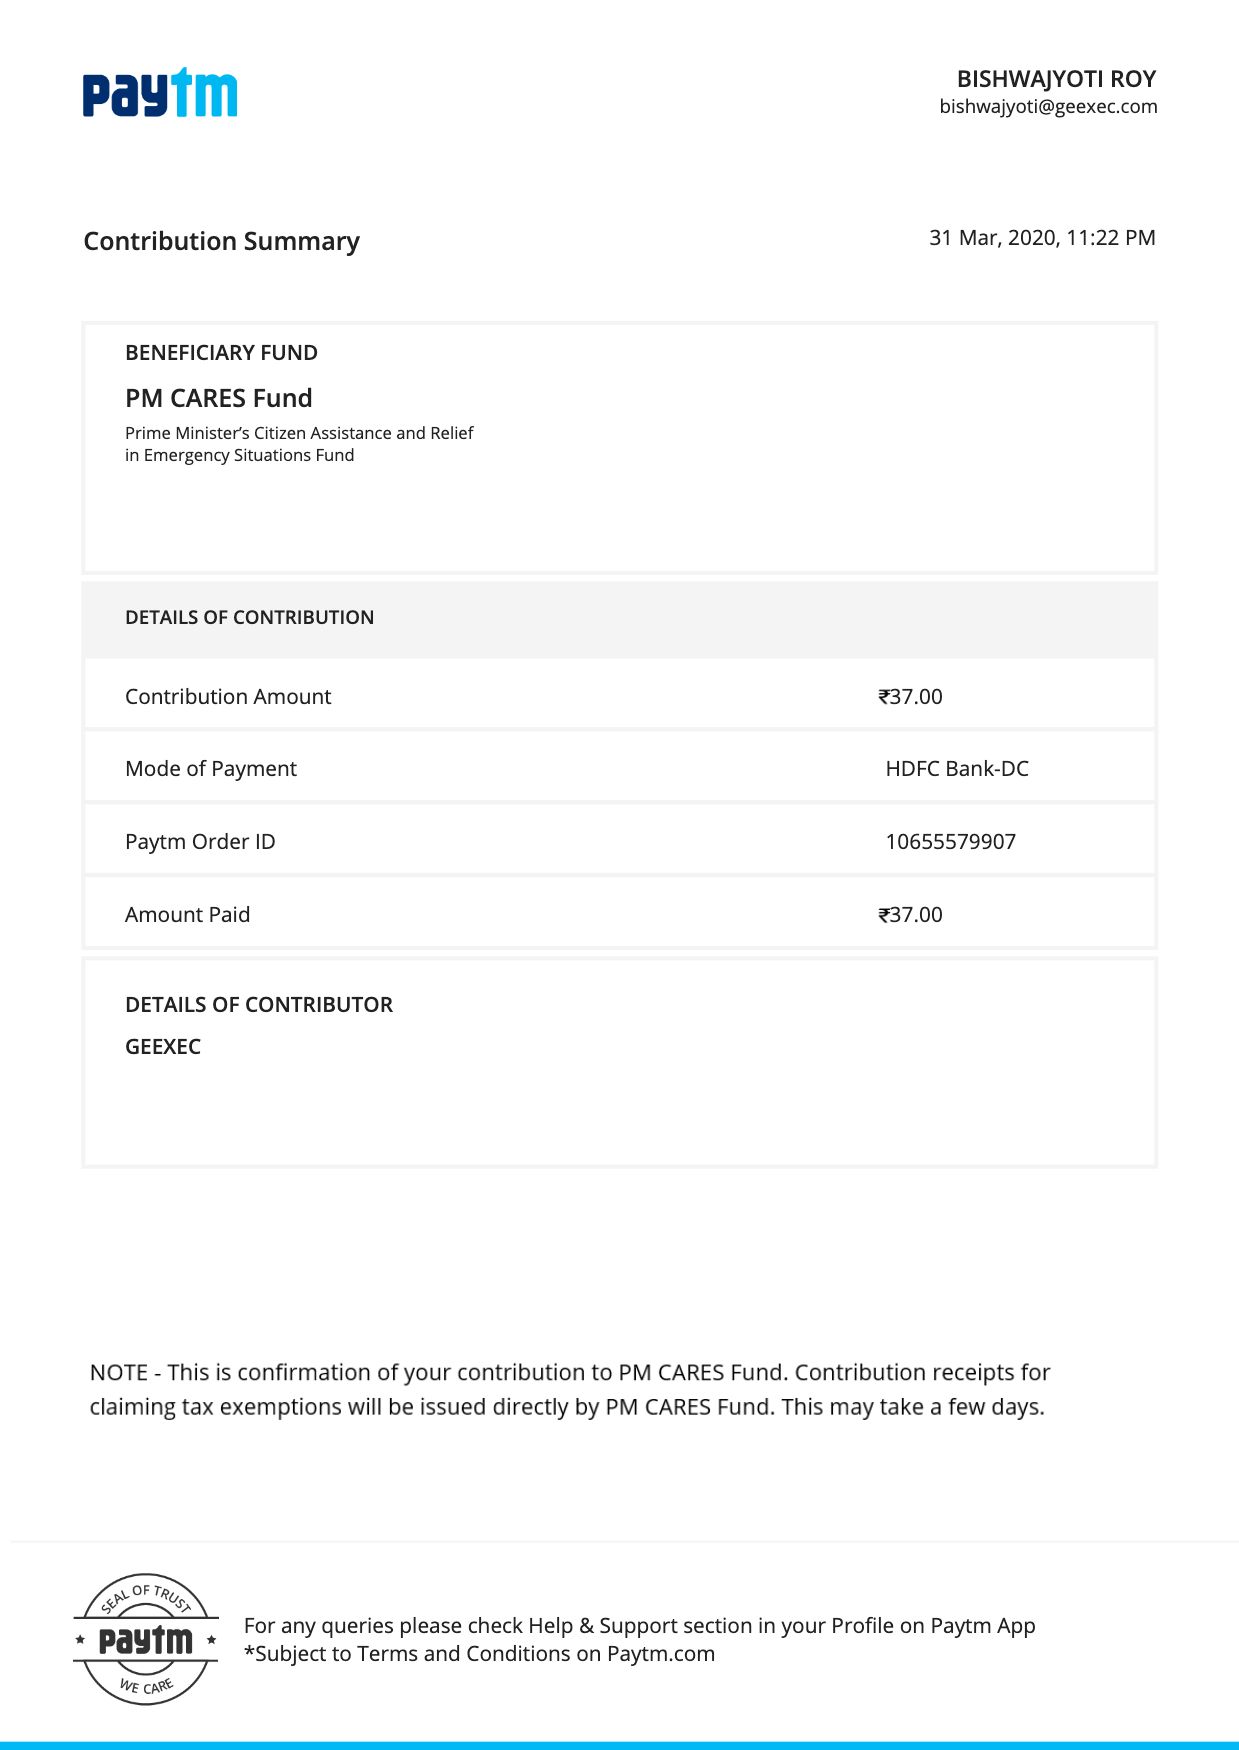 paytm
BISHWAJYOTI ROY
bishwajyoti@geexec.com
Contribution Summary
31 Mar, 2020, 11:22 PM
BENEFICIARY FUND
PM CARES Fund
Prime Minister’s Citizen Assistance and Relief
in Emergency Situations Fund
DETAILS OF CONTRIBUTION
Contribution Amount ₹37.00
Mode of Payment HDFC Bank-DC
Paytm Order ID 10655579907
Amount Paid ₹37.00
DETAILS OF CONTRIBUTOR
GEEXEC
NOTE - This is confirmation of your contribution to PM CARES Fund. Contribution receipts for
claiming tax exemptions will be issued directly by PM CARES Fund. This may take a few days.
SEAL OF TRUST
paytm
WE CARE
For any queries please check Help & Support section in your Profile on Paytm App
*Subject to Terms and Conditions on Paytm.com